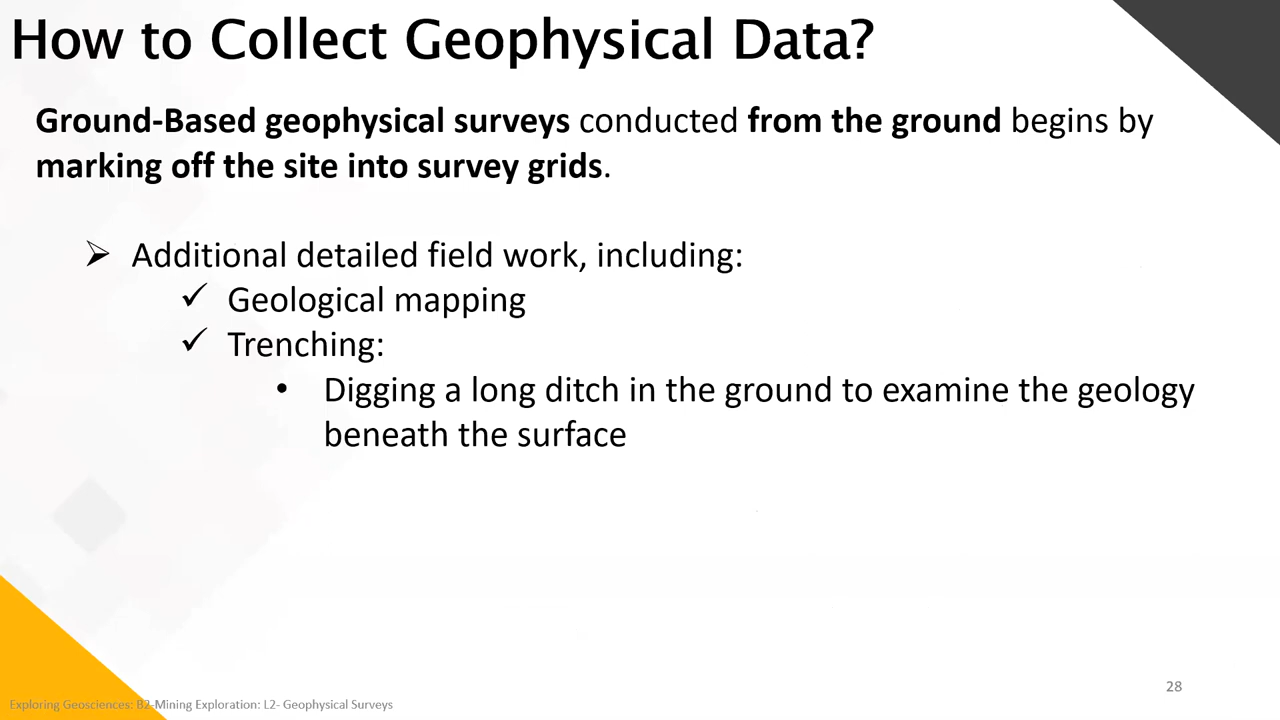 How to Collect Geophysical Data?
Ground-Based geophysical surveys conducted from the ground begins by
marking off the site into survey grids.
➢ Additional detailed field work, including:
✓ Geological mapping
✓ Trenching:
• Digging a long ditch in the ground to examine the geology
beneath the surface
28
Exploring Geosciences: B2-Mining Exploration: L2- Geophysical Surveys